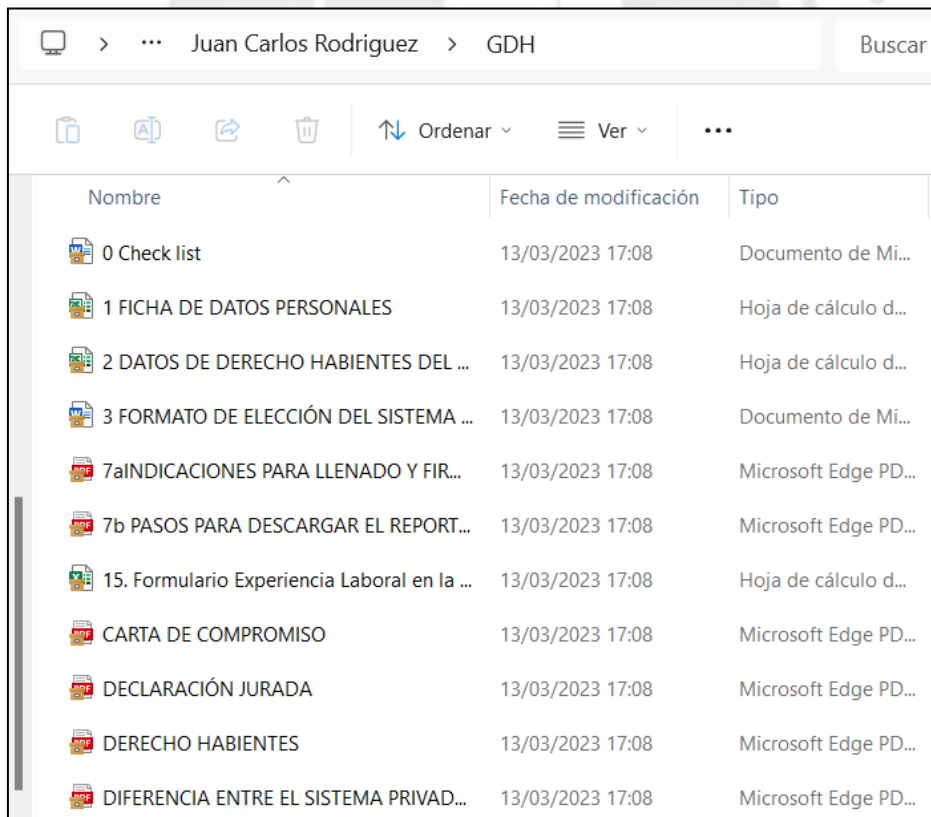 > ... Juan Carlos Rodriguez > GDH Buscar
Ordenar Ver ...
Nombre Fecha de modificación Tipo
0 Check list 13/03/2023 17:08 Documento de Mi...
1 FICHA DE DATOS PERSONALES 13/03/2023 17:08 Hoja de cálculo d...
2 DATOS DE DERECHO HABIENTES DEL ... 13/03/2023 17:08 Hoja de cálculo d...
3 FORMATO DE ELECCIÓN DEL SISTEMA ... 13/03/2023 17:08 Documento de Mi...
7aINDICACIONES PARA LLENADO Y FIR... 13/03/2023 17:08 Microsoft Edge PD...
7b PASOS PARA DESCARGAR EL REPORT... 13/03/2023 17:08 Microsoft Edge PD...
15. Formulario Experiencia Laboral en la ... 13/03/2023 17:08 Hoja de cálculo d...
CARTA DE COMPROMISO 13/03/2023 17:08 Microsoft Edge PD...
DECLARACIÓN JURADA 13/03/2023 17:08 Microsoft Edge PD...
DERECHO HABIENTES 13/03/2023 17:08 Microsoft Edge PD...
DIFERENCIA ENTRE EL SISTEMA PRIVAD... 13/03/2023 17:08 Microsoft Edge PD...